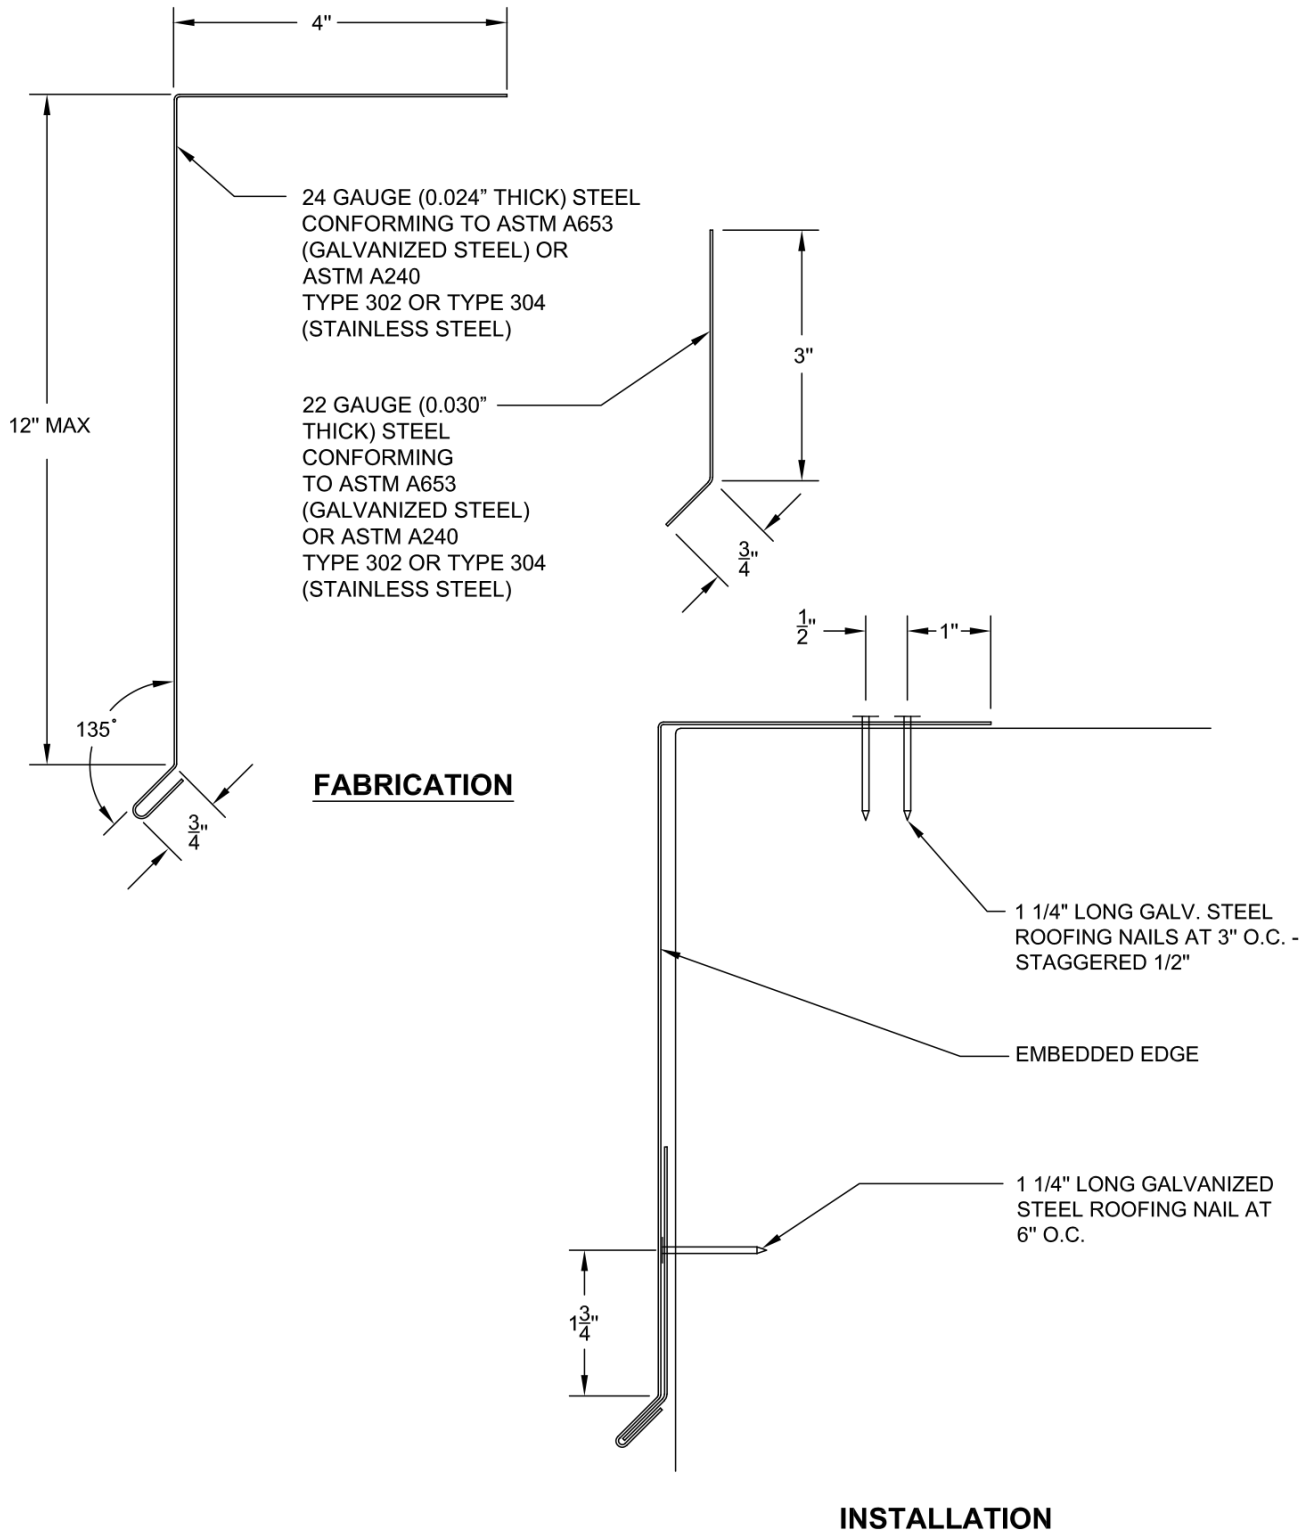 4"
24 GAUGE (0.024” THICK) STEEL
CONFORMING TO ASTM A653
(GALVANIZED STEEL) OR
ASTM A240
TYPE 302 OR TYPE 304
(STAINLESS STEEL)
3"
12" MAX
22 GAUGE (0.030”
THICK) STEEL
CONFORMING
TO ASTM A653
(GALVANIZED STEEL)
OR ASTM A240
TYPE 302 OR TYPE 304
(STAINLESS STEEL)
3/4"
1/2"
1"
135°
FABRICATION
3/4"
1 1/4" LONG GALV. STEEL
ROOFING NAILS AT 3" O.C. -
STAGGERED 1/2"
EMBEDDED EDGE
1 1/4" LONG GALVANIZED
STEEL ROOFING NAIL AT
6" O.C.
1 3/4"
INSTALLATION